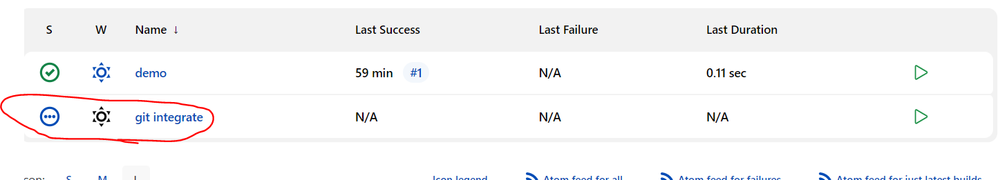 S W Name ↓ Last Success Last Failure Last Duration
demo 59 min #1 N/A 0.11 sec
git integrate N/A N/A N/A
S M L Icon legend Atom feed for all Atom feed for failures Atom feed for just latest builds